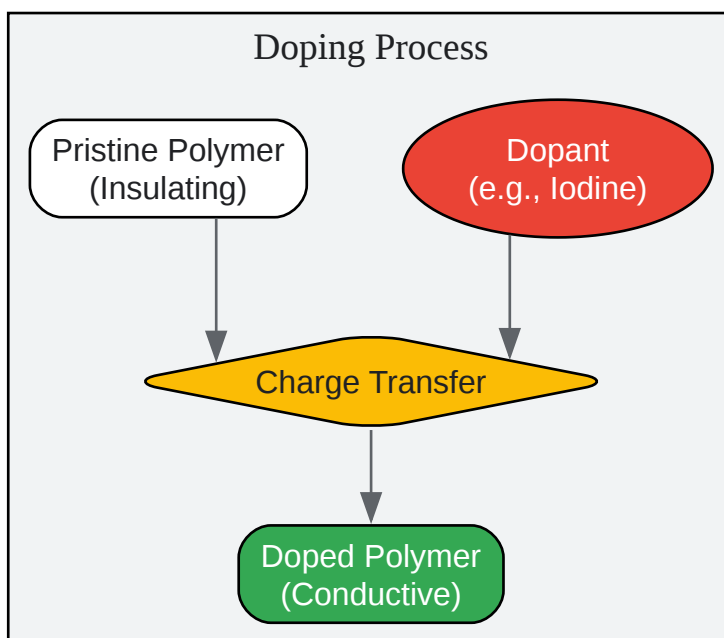 Doping Process
Pristine Polymer
(Insulating)
Dopant
(e.g., Iodine)
Charge Transfer
Doped Polymer
(Conductive)